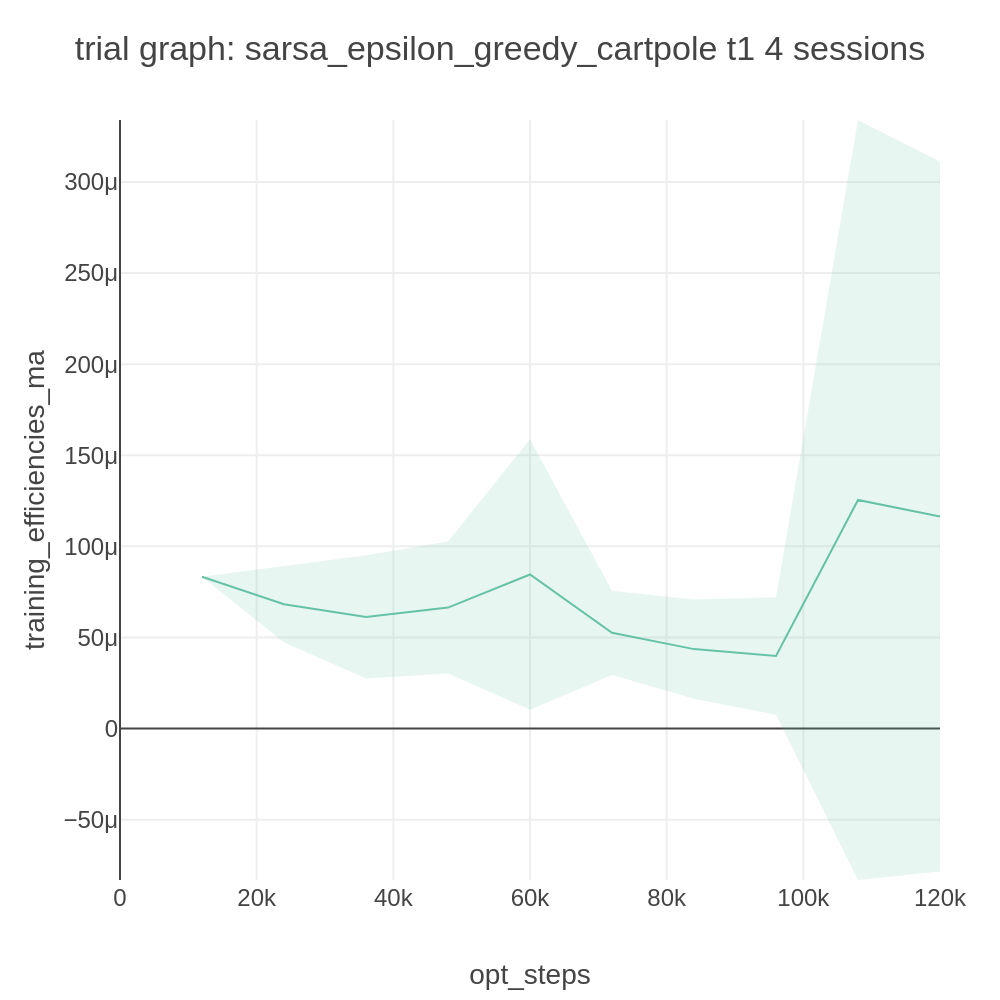 trial graph: sarsa_epsilon_greedy_cartpole t1 4 sessions
training_efficiencies_ma
300μ
250μ
200μ
150μ
100μ
50μ
0
−50μ
0 20k 40k 60k 80k 100k 120k
opt_steps